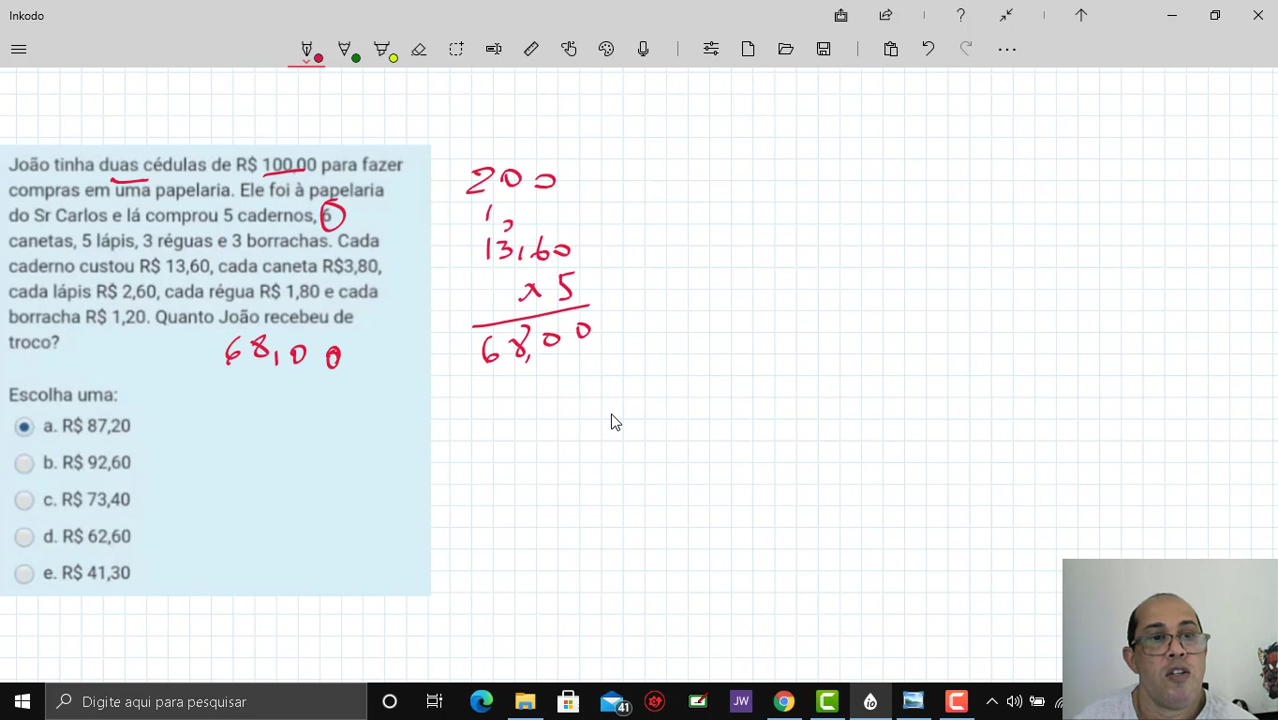 Inkodo
João tinha duas cédulas de R$ 100,00 para fazer
compras em uma papelaria. Ele foi à papelaria
do Sr Carlos e lá comprou 5 cadernos, 6
canetas, 5 lápis, 3 réguas e 3 borrachas. Cada
caderno custou R$ 13,60, cada caneta R$3,80,
cada lápis R$ 2,60, cada régua R$ 1,80 e cada
borracha R$ 1,20. Quanto João recebeu de
troco?
68,00
Escolha uma:
a. R$ 87,20
b. R$ 92,60
c. R$ 73,40
d. R$ 62,60
e. R$ 41,30
200
1 3
13,60
x 5
68,00
Digite aqui para pesquisar
41
JW